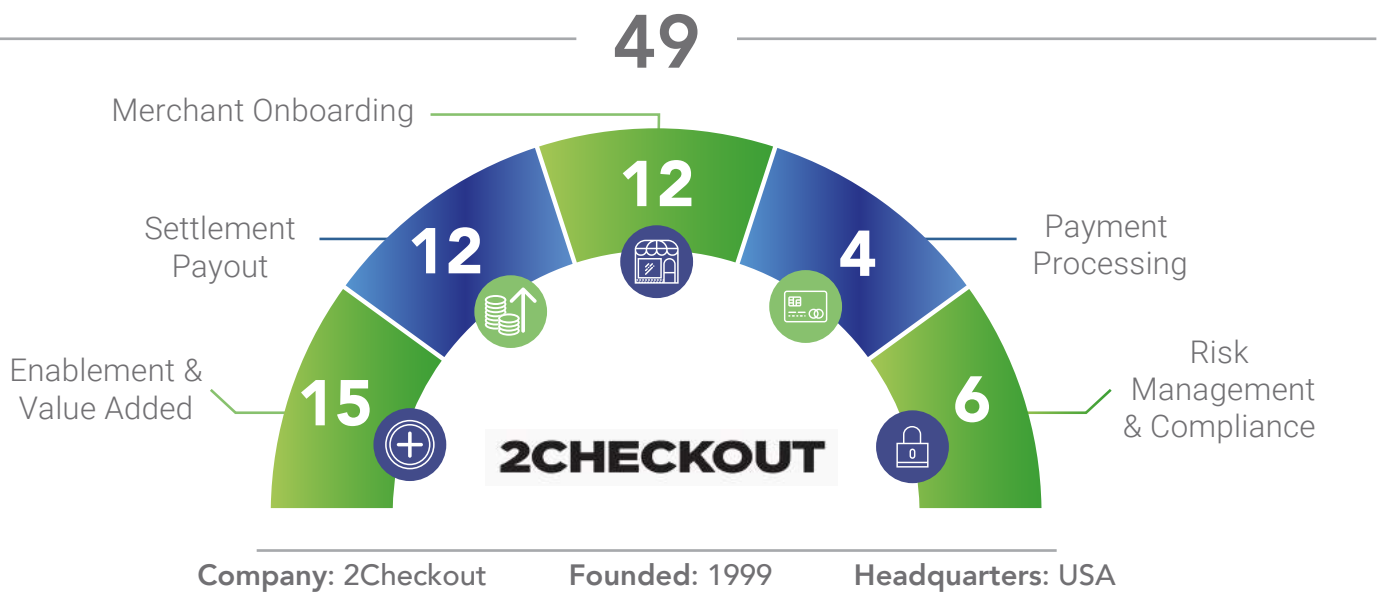 49
Merchant Onboarding
12
Settlement
Payout
12
4
Payment
Processing
Enablement &
Value Added
15
6
Risk
Management
& Compliance
2CHECKOUT
Company: 2Checkout Founded: 1999 Headquarters: USA